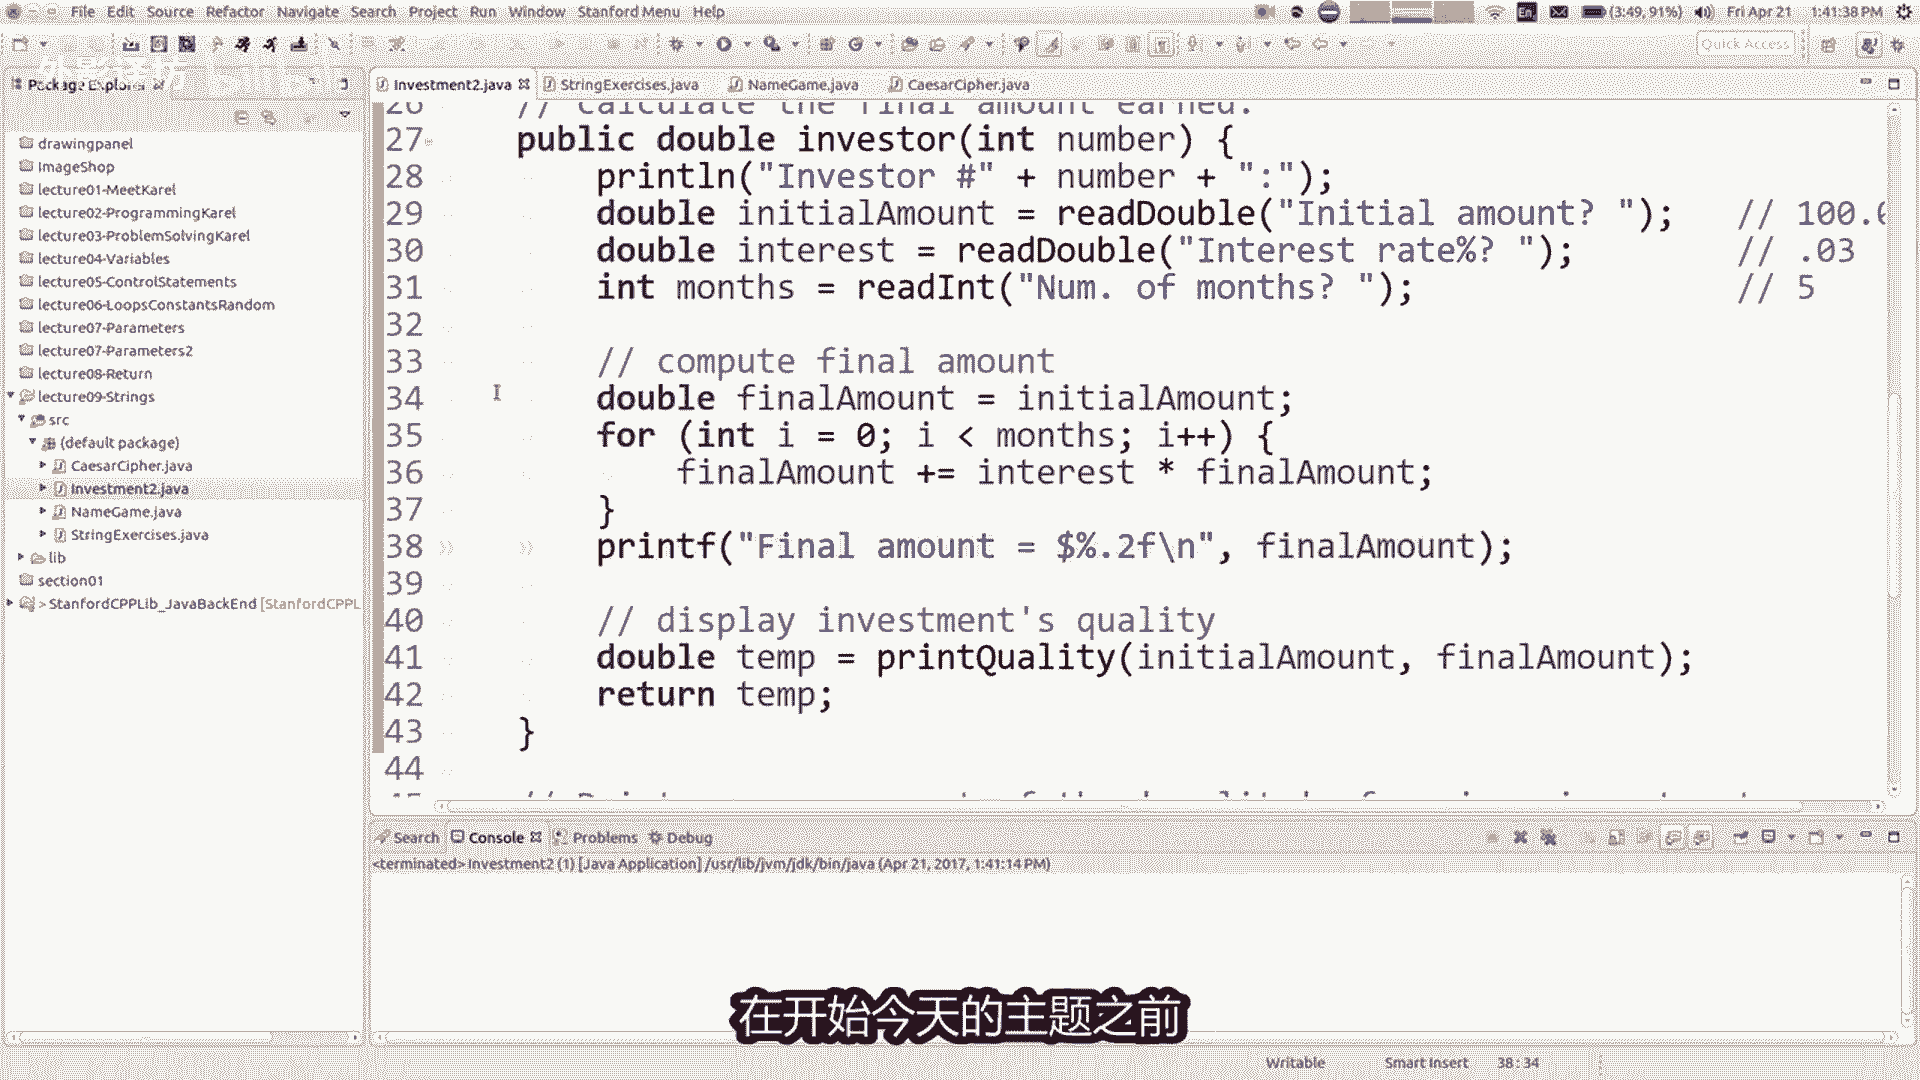 File Edit Source Refactor Navigate Search Project Run Window Stanford Menu Help
En
(3:49, 91%)
Fri Apr 21
1:41:38 PM
Quick Access
Package Explorer
Investment2.java
StringExercises.java
NameGame.java
CaesarCipher.java
drawingpanel
ImageShop
lecture01-MeetKarel
lecture02-ProgrammingKarel
lecture03-ProblemSolvingKarel
lecture04-Variables
lecture05-ControlStatements
lecture06-LoopsConstantsRandom
lecture07-Parameters
lecture07-Parameters2
lecture08-Return
lecture09-Strings
src
(default package)
CaesarCipher.java
Investment2.java
NameGame.java
StringExercises.java
lib
section01
> StanfordCPPLib_JavaBackEnd [StanfordCPPL
26 // calculate the final amount earned.
27 public double investor(int number) {
28 println("Investor #" + number + ":");
29 double initialAmount = readDouble("Initial amount? "); // 100.0
30 double interest = readDouble("Interest rate%? "); // .03
31 int months = readInt("Num. of months? "); // 5
32
33 // compute final amount
34 double finalAmount = initialAmount;
35 for (int i = 0; i < months; i++) {
36 finalAmount += interest * finalAmount;
37 }
38 printf("Final amount = $%.2f\n", finalAmount);
39
40 // display investment's quality
41 double temp = printQuality(initialAmount, finalAmount);
42 return temp;
43 }
44
Search Console Problems Debug
<terminated> Investment2 (1) [Java Application] /usr/lib/jvm/jdk/bin/java (Apr 21, 2017, 1:41:14 PM)
在开始今天的主题之前
Writable Smart Insert 38 : 34